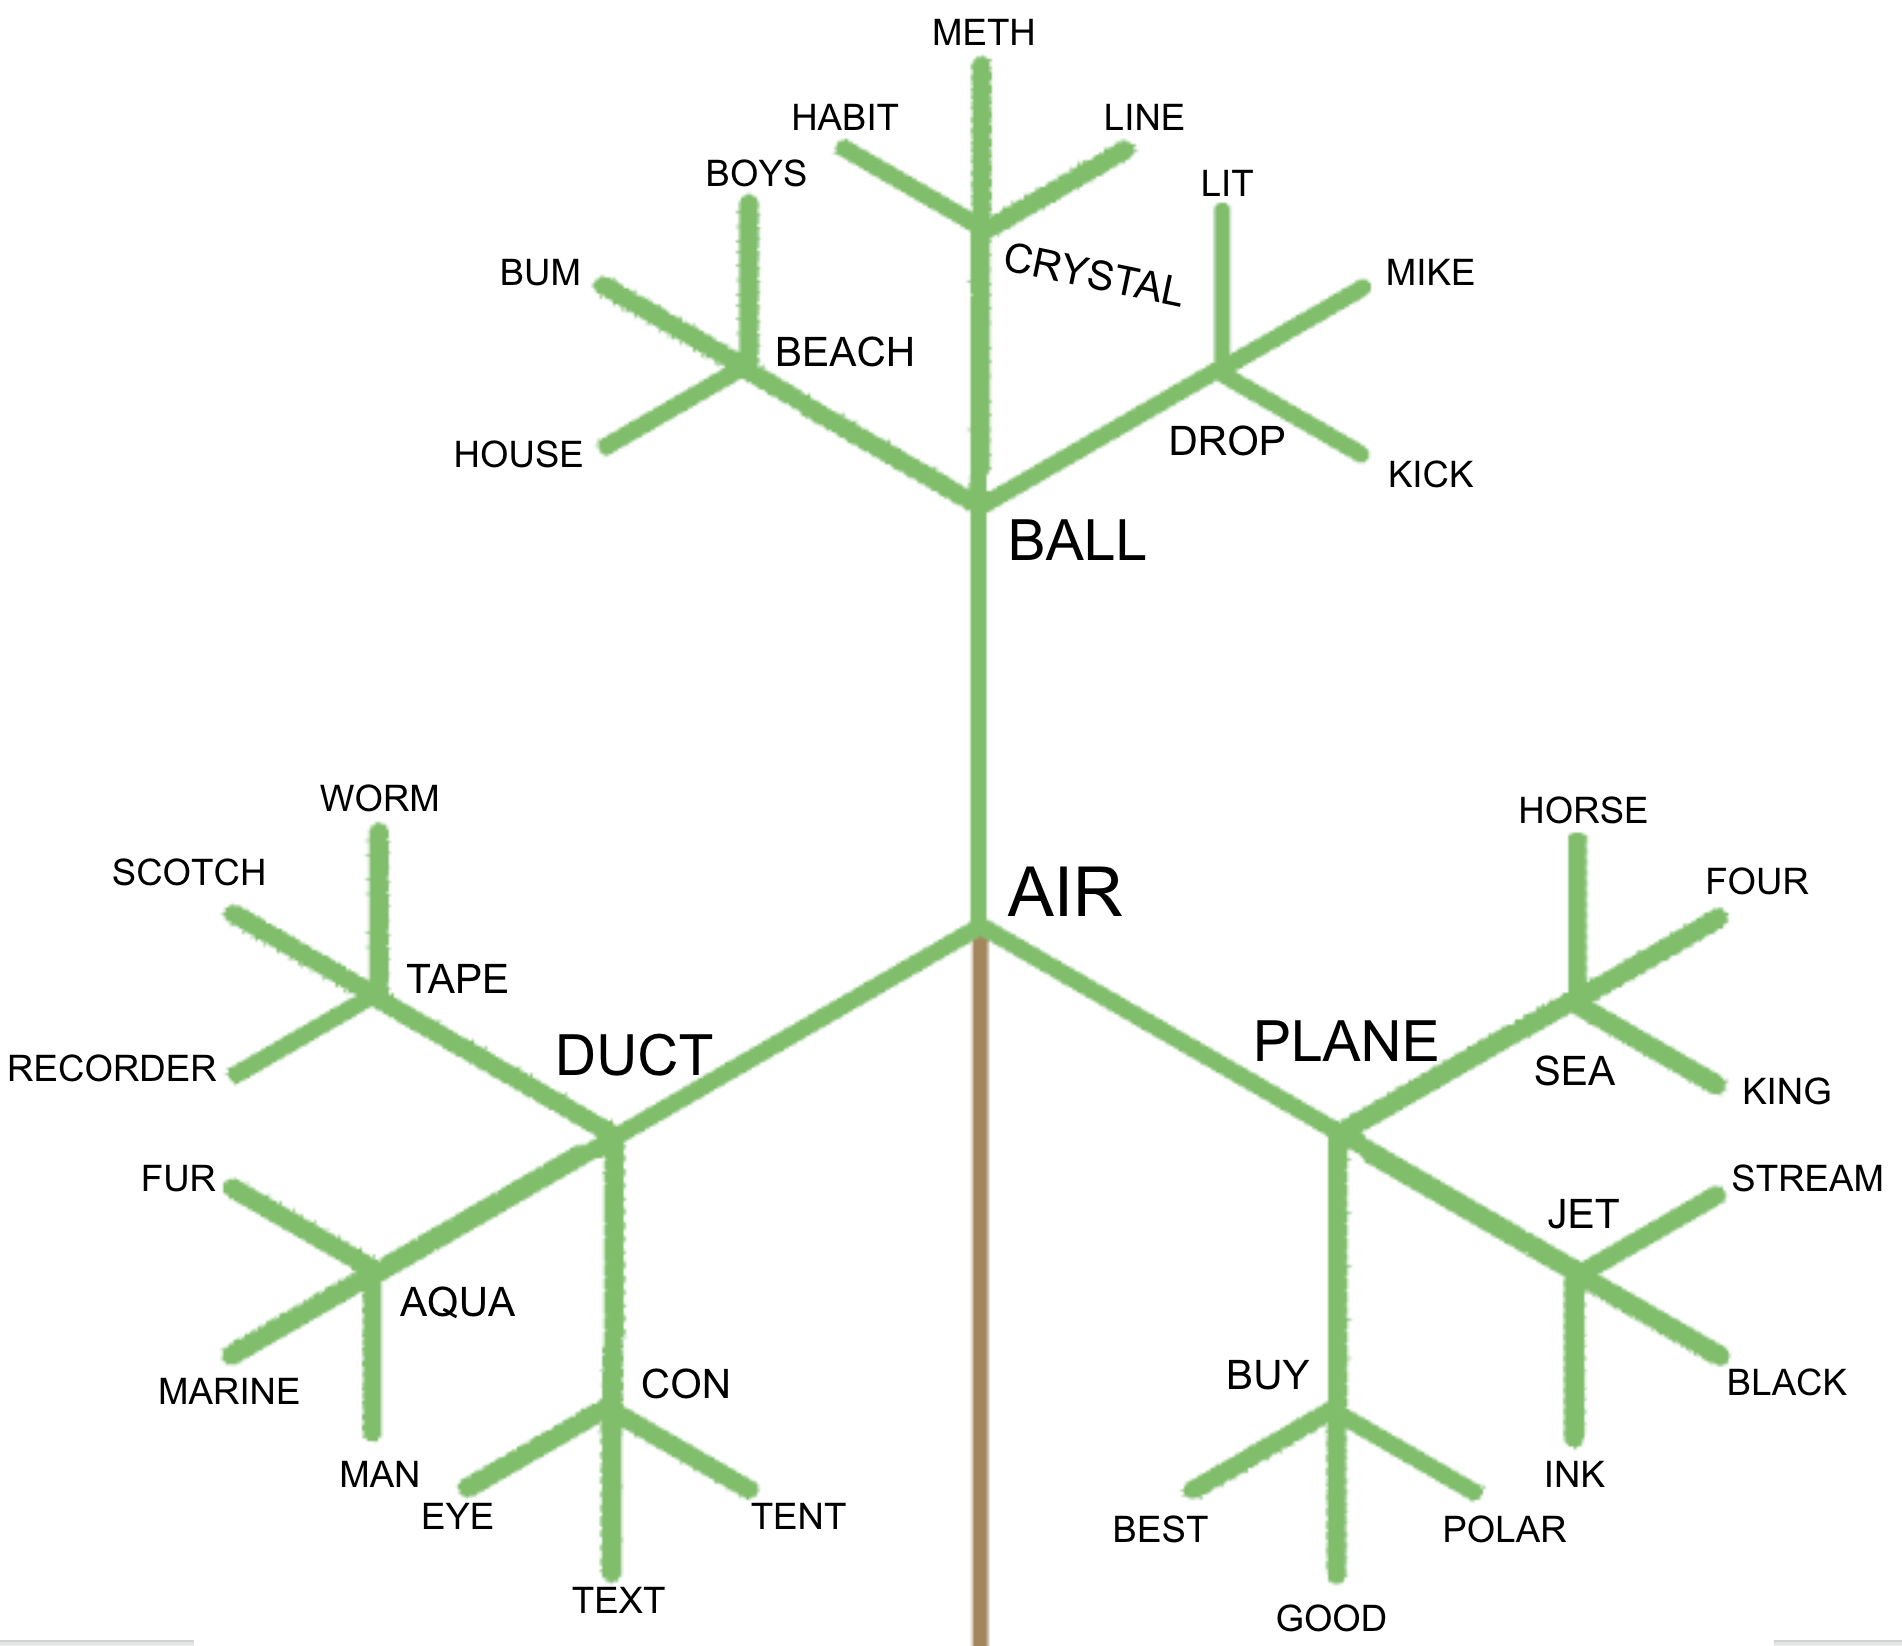 METH
HABIT
LINE
BOYS
LIT
BUM
CRYSTAL
MIKE
BEACH
HOUSE
DROP
KICK
BALL
WORM
HORSE
SCOTCH
AIR
FOUR
TAPE
DUCT
PLANE
RECORDER
SEA
KING
FUR
STREAM
JET
AQUA
MARINE
CON
BUY
BLACK
MAN
INK
EYE
TENT
BEST
POLAR
TEXT
GOOD